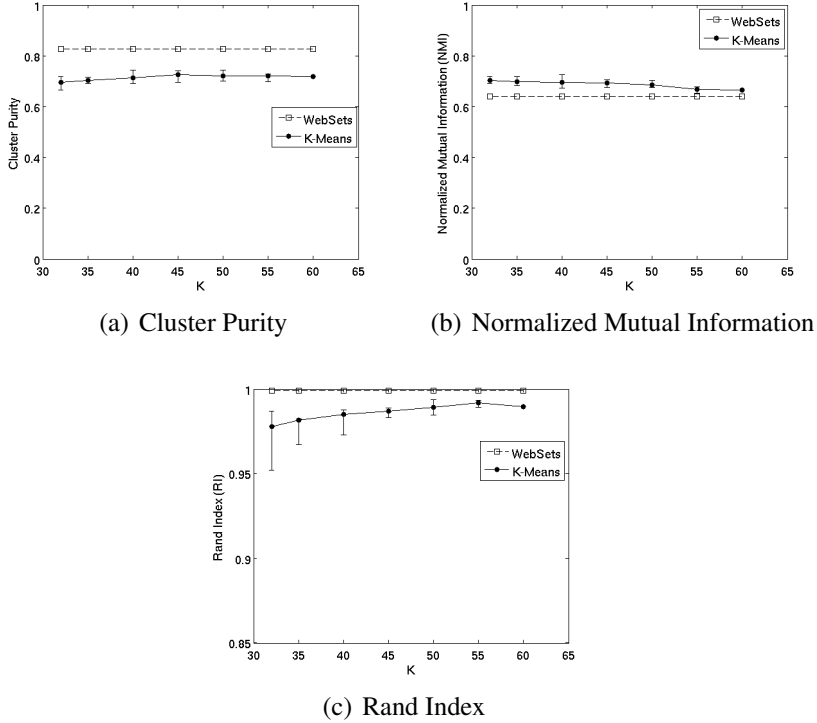 1
0.8
0.6
0.4
0.2
0
Cluster Purity
WebSets
K-Means
30 35 40 45 50 55 60 65
K
(a) Cluster Purity
1
0.8
0.6
0.4
0.2
0
Normalized Mutual Information (NMI)
WebSets
K-Means
30 35 40 45 50 55 60 65
K
(b) Normalized Mutual Information
1
0.95
0.9
0.85
Rand Index (RI)
WebSets
K-Means
30 35 40 45 50 55 60 65
K
(c) Rand Index